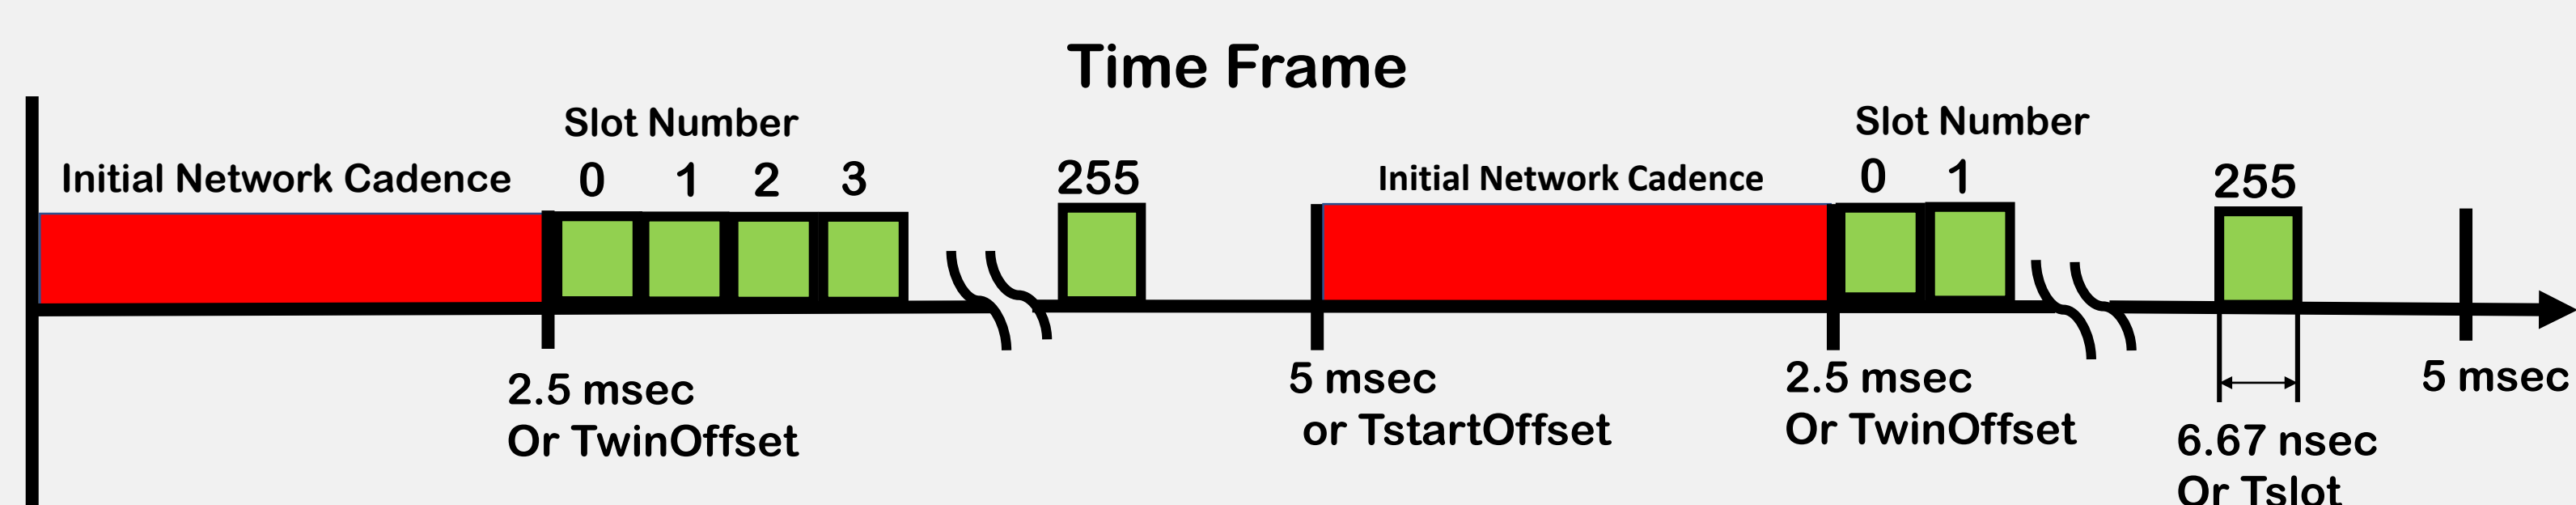 Time Frame
Slot Number
Initial Network Cadence
0 1 2 3
255
2.5 msec
Or TwinOffset
Slot Number
Initial Network Cadence
0 1
255
5 msec
or TstartOffset
2.5 msec
Or TwinOffset
6.67 nsec
Or Tslot
5 msec